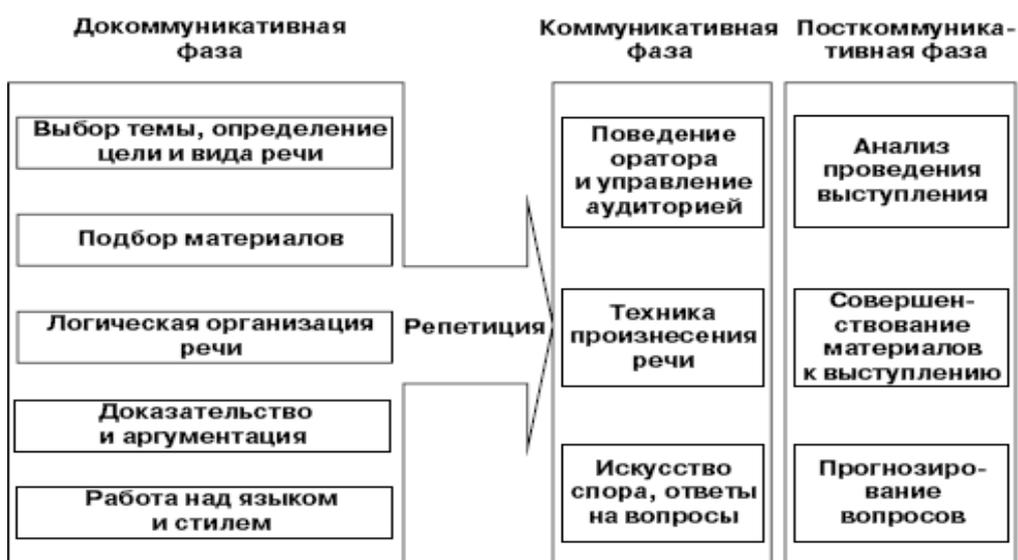 Докоммуникативная
фаза
Выбор темы, определение
цели и вида речи
Подбор материалов
Логическая организация
речи
Доказательство
и аргументация
Работа над языком
и стилем
Репетиция
Коммуникативная
фаза
Поведение
оратора
и управление
аудиторией
Техника
произнесения
речи
Искусство
спора, ответы
на вопросы
Посткоммуника-
тивная фаза
Анализ
проведения
выступления
Совершен-
ствование
материалов
к выступлению
Прогнозиро-
вание
вопросов